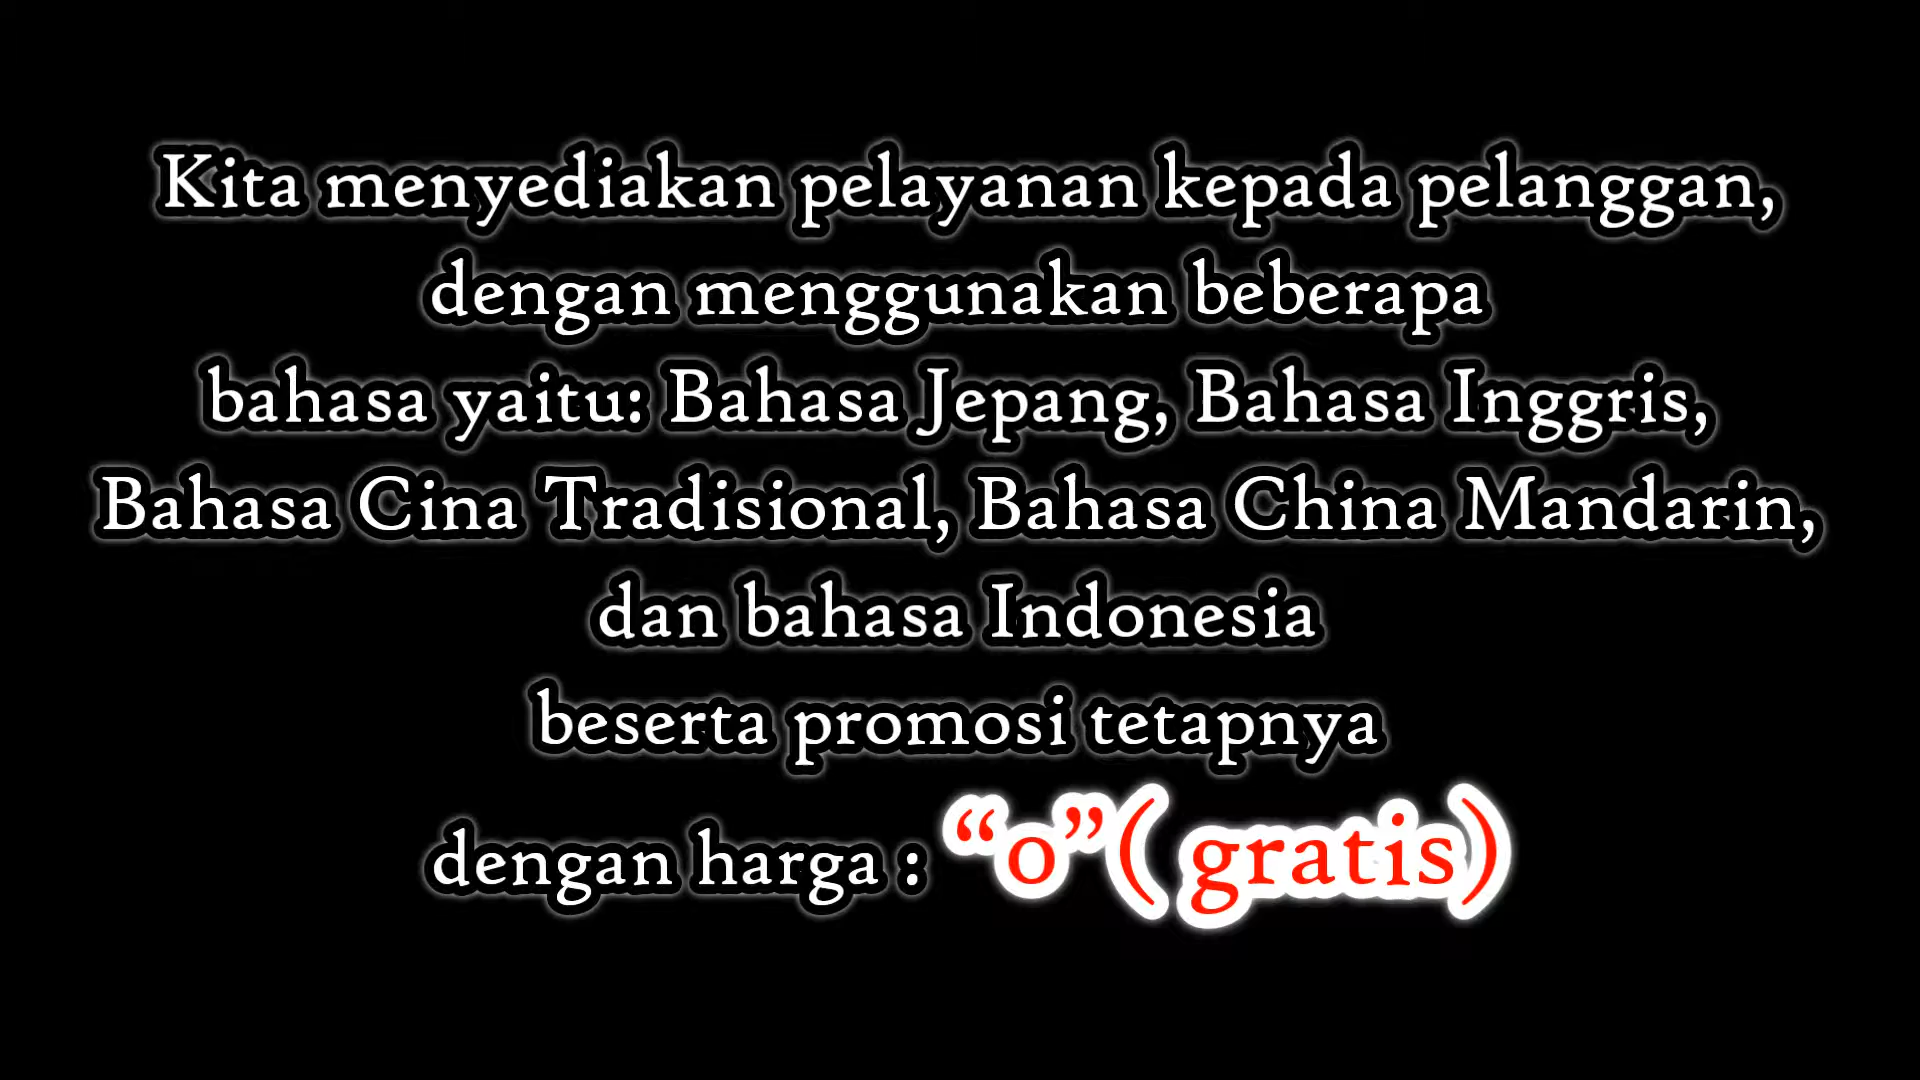 Kita menyediakan pelayanan kepada pelanggan,
dengan menggunakan beberapa
bahasa yaitu: Bahasa Jepang, Bahasa Inggris,
Bahasa Cina Tradisional, Bahasa China Mandarin,
dan bahasa Indonesia
beserta promosi tetapnya
dengan harga : “0”( gratis)